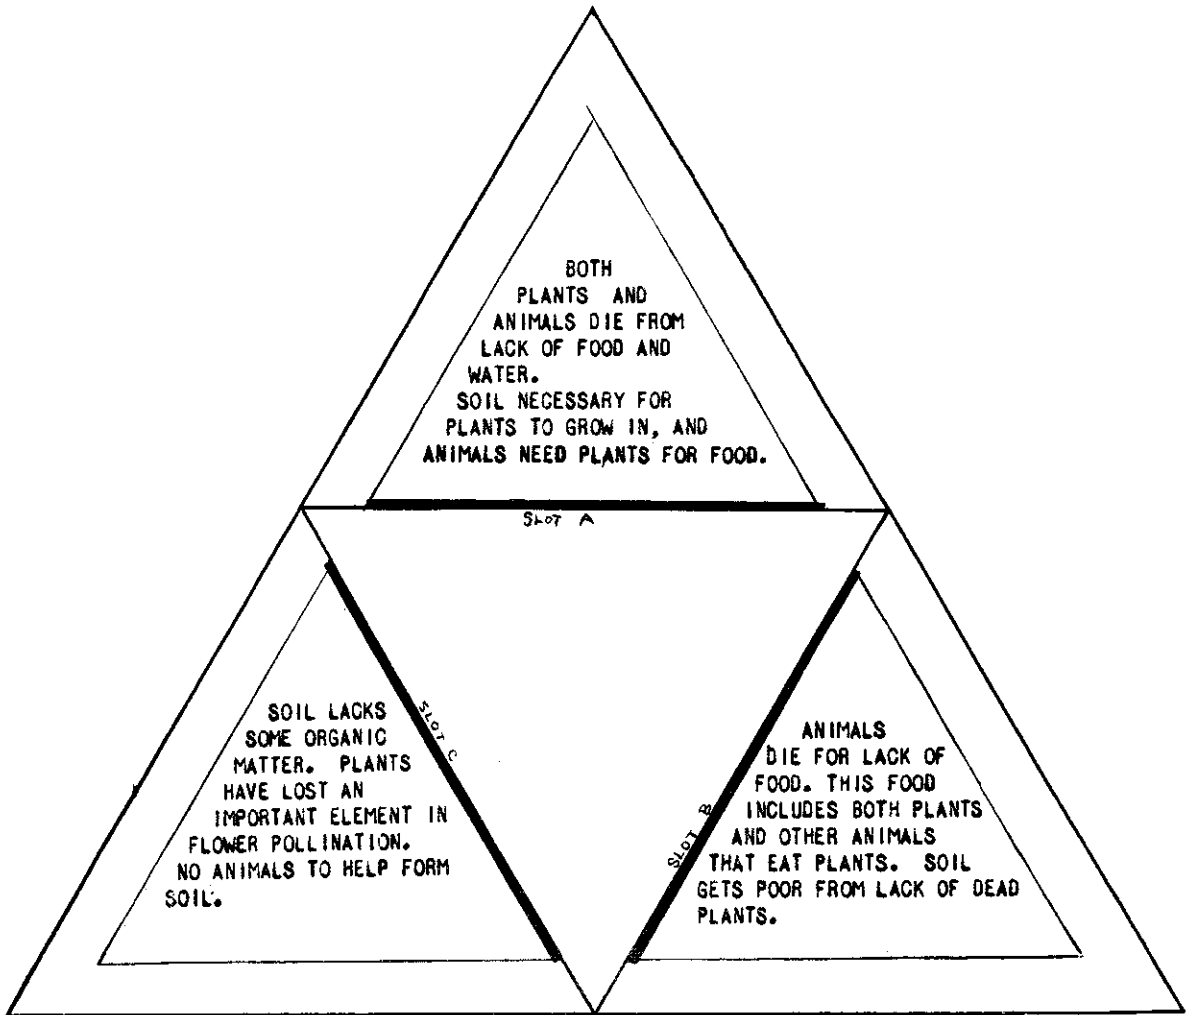 BOTH
PLANTS AND
ANIMALS DIE FROM
LACK OF FOOD AND
WATER.
SOIL NECESSARY FOR
PLANTS TO GROW IN, AND
ANIMALS NEED PLANTS FOR FOOD.
SLOT A
SOIL LACKS
SOME ORGANIC
MATTER. PLANTS
HAVE LOST AN
IMPORTANT ELEMENT IN
FLOWER POLLINATION.
NO ANIMALS TO HELP FORM
SOIL.
SLOT C
SLOT B
ANIMALS
DIE FOR LACK OF
FOOD. THIS FOOD
INCLUDES BOTH PLANTS
AND OTHER ANIMALS
THAT EAT PLANTS. SOIL
GETS POOR FROM LACK OF DEAD
PLANTS.